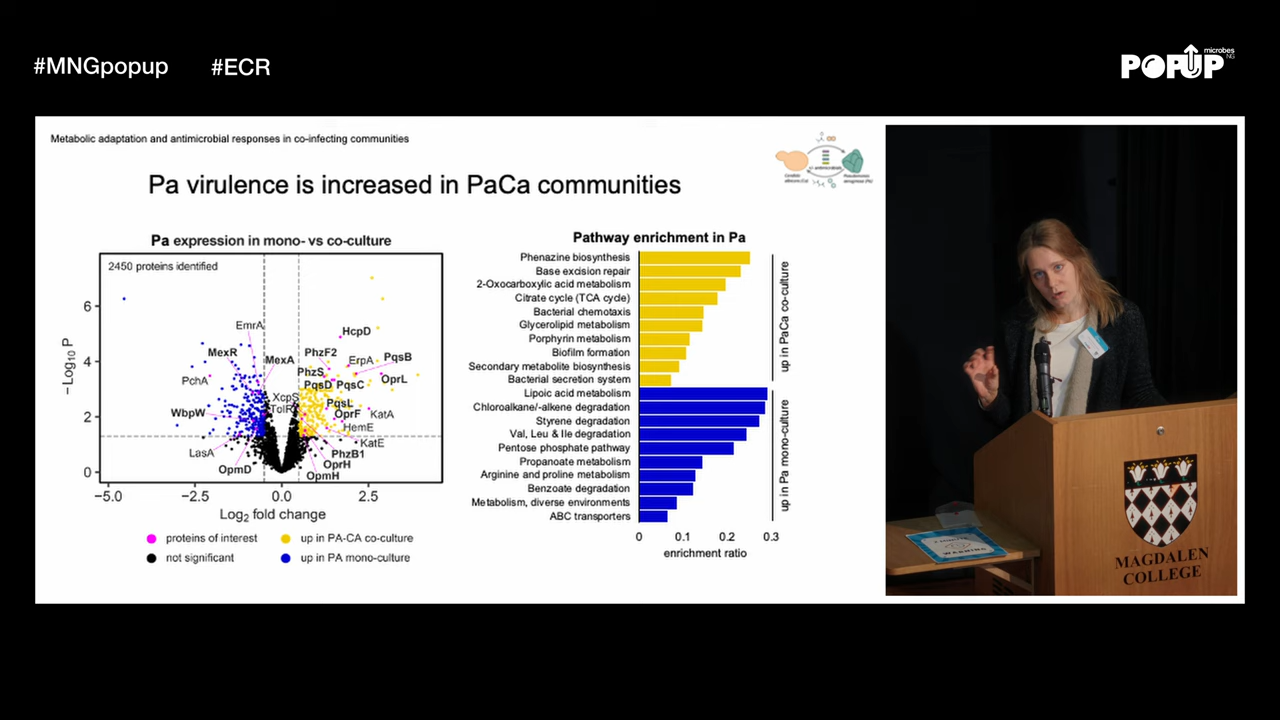 #MNGpopup #ECR
POPUP
microbes
NG
Metabolic adaptation and antimicrobial responses in co-infecting communities
Pa virulence is increased in PaCa communities
Pa expression in mono- vs co-culture
2450 proteins identified
−Log10 P
6
4
2
0
EmrA
HcpD
MexR
MexA
PhzF2
ErpA
PqsB
PchA
PhzS
PqsD
PqsC
OprL
XcpS
TolR
PqsL
WbpW
OprF
KatA
HemE
KatE
LasA
PhzB1
OpmD
OprH
OpmH
−5.0 −2.5 0.0 2.5
Log2 fold change
proteins of interest
up in PA-CA co-culture
not significant
up in PA mono-culture
Pathway enrichment in Pa
Phenazine biosynthesis
Base excision repair
2-Oxocarboxylic acid metabolism
Citrate cycle (TCA cycle)
Bacterial chemotaxis
Glycerolipid metabolism
Porphyrin metabolism
Biofilm formation
Secondary metabolite biosynthesis
Bacterial secretion system
Lipoic acid metabolism
Chloroalkane/-alkene degradation
Styrene degradation
Val, Leu & Ile degradation
Pentose phosphate pathway
Propanoate metabolism
Arginine and proline metabolism
Benzoate degradation
Metabolism, diverse environments
ABC transporters
0 0.1 0.2 0.3
enrichment ratio
up in PaCa co-culture
up in Pa mono-culture
WARNING
MAGDALEN
COLLEGE